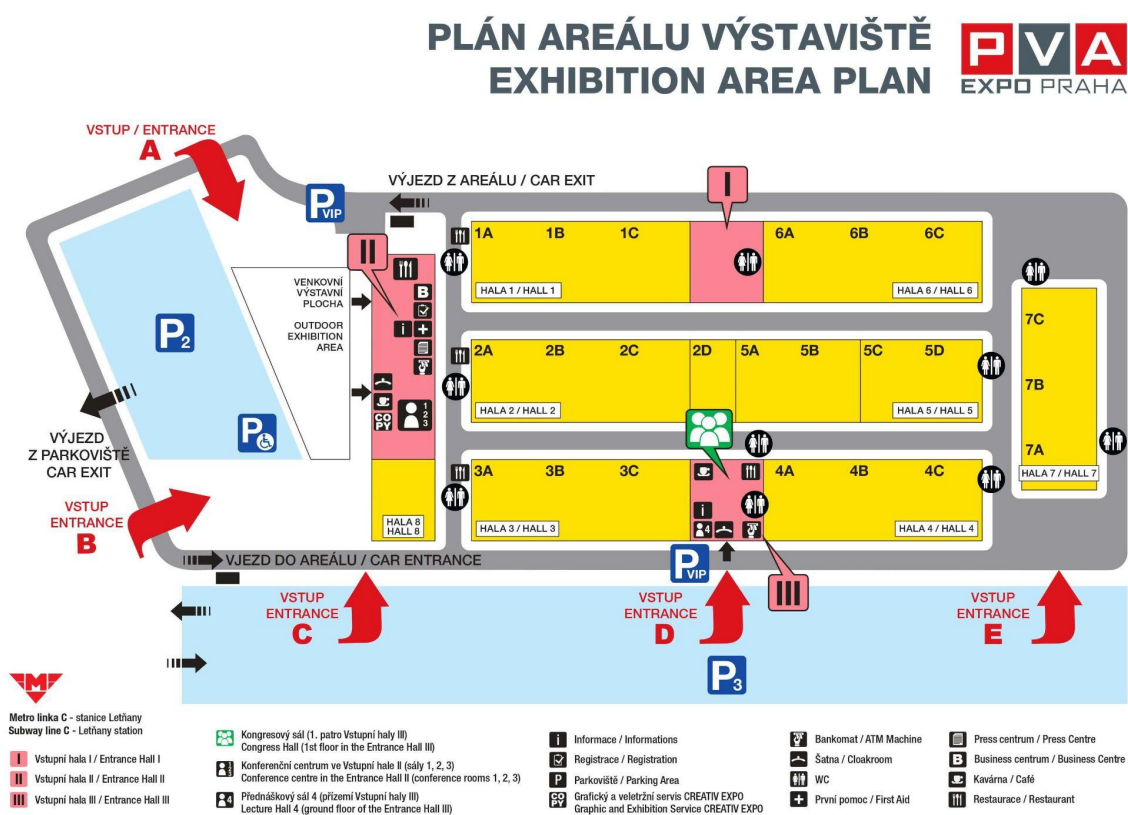 PLÁN AREÁLU VÝSTAVIŠTĚ
EXHIBITION AREA PLAN
PVA
EXPO PRAHA
VSTUP / ENTRANCE
A
P VIP
VÝJEZD Z AREÁLU / CAR EXIT
I
II
1A 1B 1C 6A 6B 6C
HALA 1 / HALL 1
HALA 6 / HALL 6
VENKOVNÍ
VÝSTAVNÍ
PLOCHA
OUTDOOR
EXHIBITION
AREA
B
i
COPY
1
2
3
P2
P
2A 2B 2C 2D 5A 5B 5C 5D
HALA 2 / HALL 2
HALA 5 / HALL 5
7C
7B
7A
HALA 7 / HALL 7
VÝJEZD
Z PARKOVIŠTĚ
CAR EXIT
3A 3B 3C 4A 4B 4C
i
4
HALA 3 / HALL 3
HALA 4 / HALL 4
HALA 8
HALL 8
VSTUP
ENTRANCE
B
VJEZD DO AREÁLU / CAR ENTRANCE
P VIP
III
VSTUP
ENTRANCE
C
VSTUP
ENTRANCE
D
VSTUP
ENTRANCE
E
P3
M
Metro linka C - stanice Letňany
Subway line C - Letňany station
I Vstupní hala I / Entrance Hall I
II Vstupní hala II / Entrance Hall II
III Vstupní hala III / Entrance Hall III
Kongresový sál (1. patro Vstupní haly III)
Congress Hall (1st floor in the Entrance Hall III)
Konferenční centrum ve Vstupní hale II (sály 1, 2, 3)
Conference centre in the Entrance Hall II (conference rooms 1, 2, 3)
4 Přednáškový sál 4 (přízemí Vstupní haly III)
Lecture Hall 4 (ground floor of the Entrance Hall III)
i Informace / Informations
Registrace / Registration
P Parkoviště / Parking Area
COPY Grafický a veletržní servis CREATIV EXPO
Graphic and Exhibition Service CREATIV EXPO
Bankomat / ATM Machine
Šatna / Cloakroom
WC
První pomoc / First Aid
Press centrum / Press Centre
B Business centrum / Business Centre
Kavárna / Café
Restaurace / Restaurant